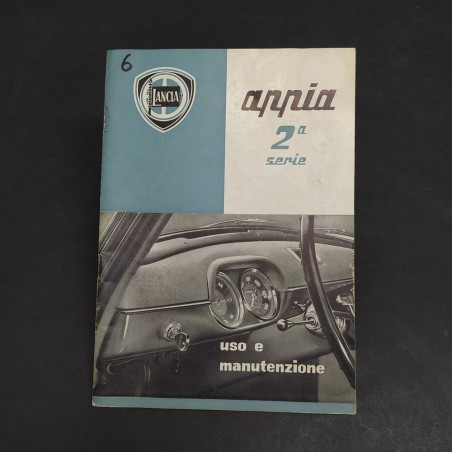 6
LANCIA
appia
2a
serie
uso e
manutenzione